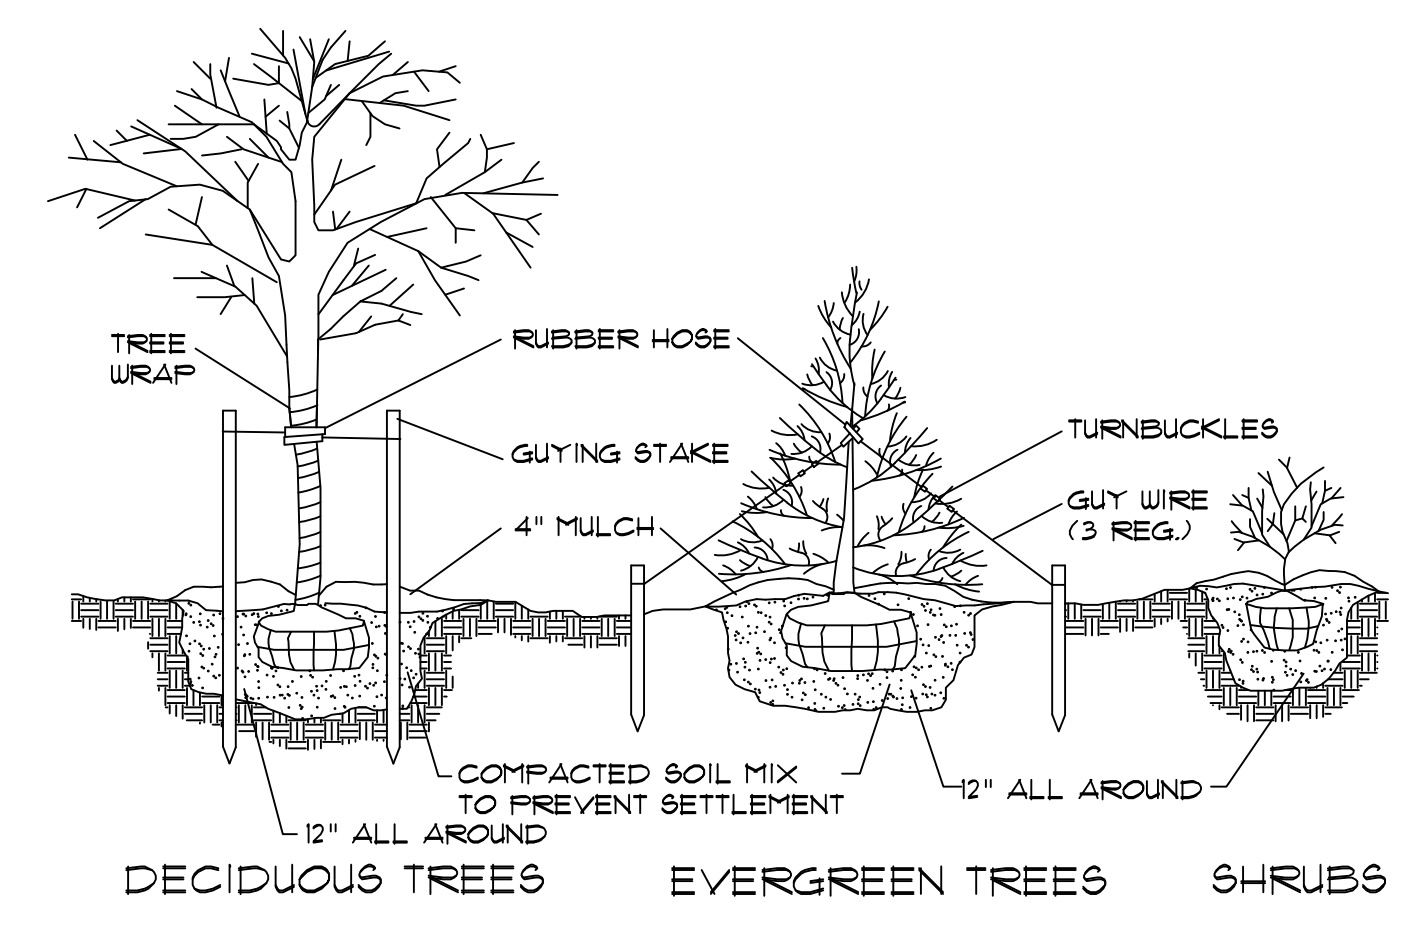 TREE
WRAP
RUBBER HOSE
GUYING STAKE
4" MULCH
TURNBUCKLES
GUY WIRE
(3 REG.)
COMPACTED SOIL MIX
TO PREVENT SETTLEMENT
12" ALL AROUND
12" ALL AROUND
DECIDUOUS TREES
EVERGREEN TREES
SHRUBS